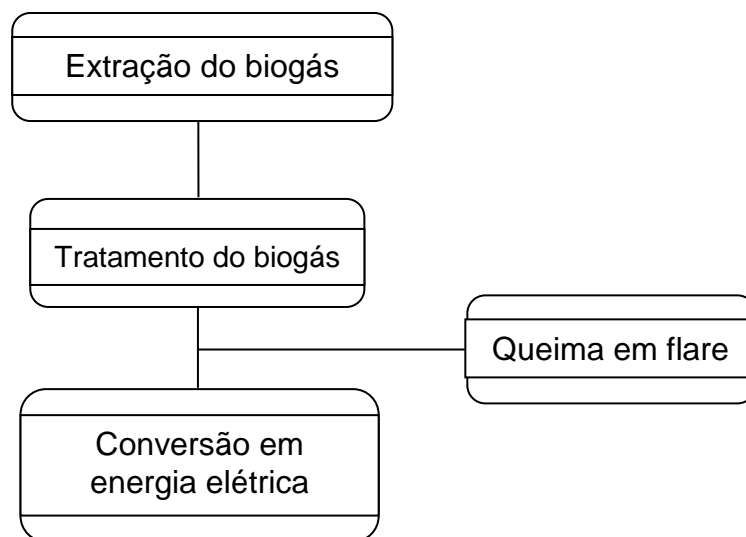 Extração do biogás
Tratamento do biogás
Queima em flare
Conversão em
energia elétrica